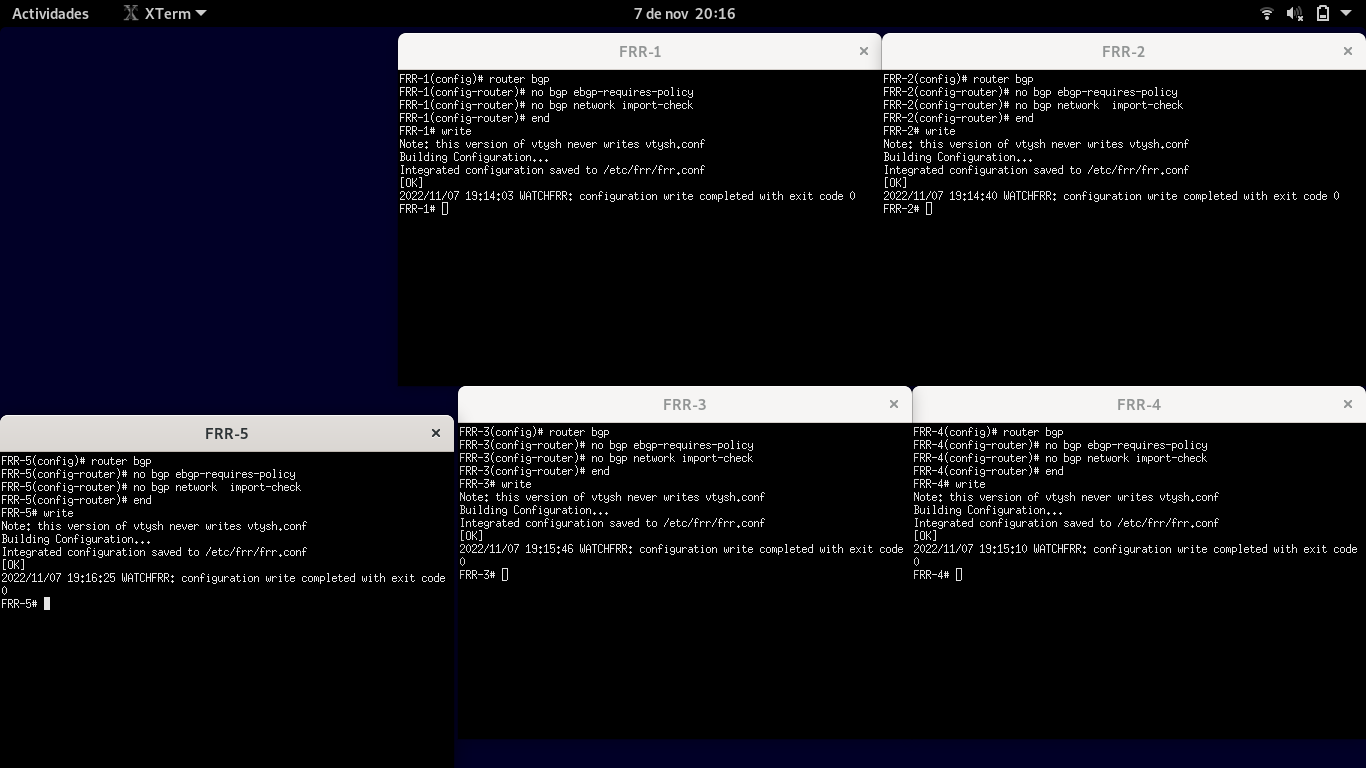 Actividades
XTerm
7 de nov 20:16
FRR-1
FRR-1(config)# router bgp
FRR-1(config-router)# no bgp ebgp-requires-policy
FRR-1(config-router)# no bgp network import-check
FRR-1(config-router)# end
FRR-1# write
Note: this version of vtysh never writes vtysh.conf
Building Configuration...
Integrated configuration saved to /etc/frr/frr.conf
[OK]
2022/11/07 19:14:03 WATCHFRR: configuration write completed with exit code 0
FRR-1#
FRR-2
FRR-2(config)# router bgp
FRR-2(config-router)# no bgp ebgp-requires-policy
FRR-2(config-router)# no bgp network  import-check
FRR-2(config-router)# end
FRR-2# write
Note: this version of vtysh never writes vtysh.conf
Building Configuration...
Integrated configuration saved to /etc/frr/frr.conf
[OK]
2022/11/07 19:14:40 WATCHFRR: configuration write completed with exit code 0
FRR-2#
FRR-5
FRR-5(config)# router bgp
FRR-5(config-router)# no bgp ebgp-requires-policy
FRR-5(config-router)# no bgp network  import-check
FRR-5(config-router)# end
FRR-5# write
Note: this version of vtysh never writes vtysh.conf
Building Configuration...
Integrated configuration saved to /etc/frr/frr.conf
[OK]
2022/11/07 19:16:25 WATCHFRR: configuration write completed with exit code
0
FRR-5#
FRR-3
FRR-3(config)# router bgp
FRR-3(config-router)# no bgp ebgp-requires-policy
FRR-3(config-router)# no bgp network import-check
FRR-3(config-router)# end
FRR-3# write
Note: this version of vtysh never writes vtysh.conf
Building Configuration...
Integrated configuration saved to /etc/frr/frr.conf
[OK]
2022/11/07 19:15:46 WATCHFRR: configuration write completed with exit code
0
FRR-3#
FRR-4
FRR-4(config)# router bgp
FRR-4(config-router)# no bgp ebgp-requires-policy
FRR-4(config-router)# no bgp network import-check
FRR-4(config-router)# end
FRR-4# write
Note: this version of vtysh never writes vtysh.conf
Building Configuration...
Integrated configuration saved to /etc/frr/frr.conf
[OK]
2022/11/07 19:15:10 WATCHFRR: configuration write completed with exit code
0
FRR-4#